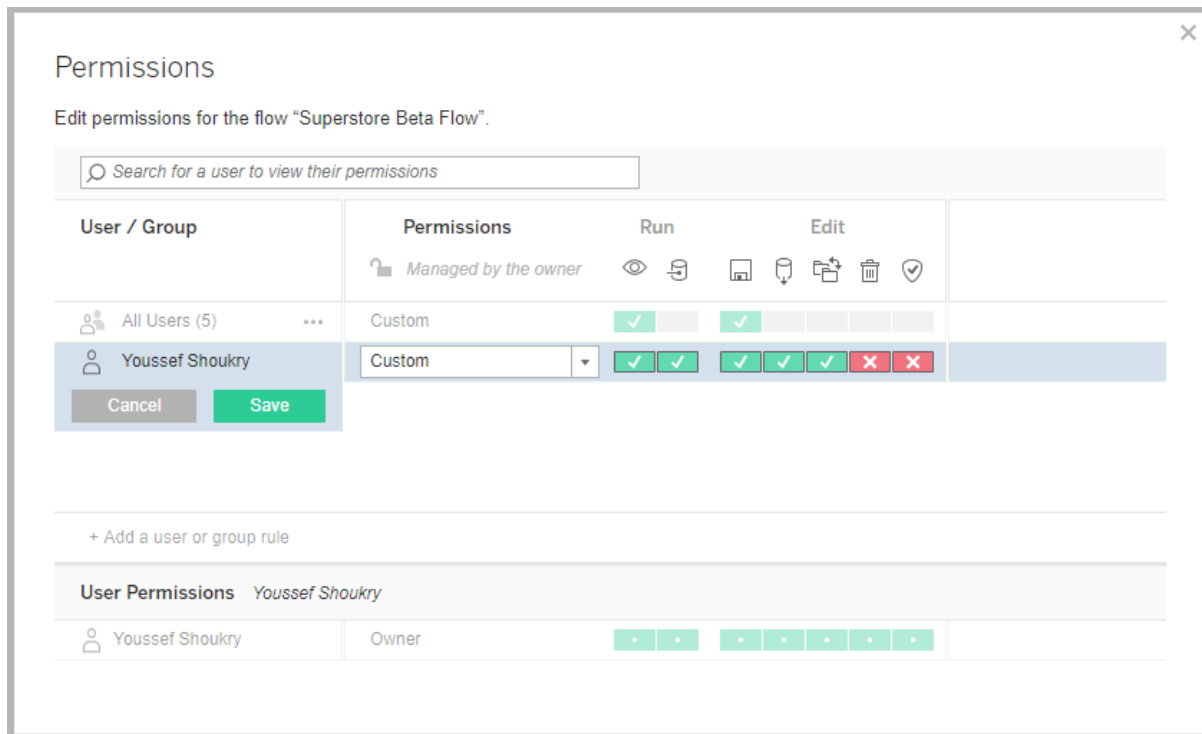 Permissions
Edit permissions for the flow “Superstore Beta Flow”.
Search for a user to view their permissions
User / Group Permissions Run Edit
Managed by the owner
All Users (5) ••• Custom
Youssef Shoukry Custom
Cancel Save
+ Add a user or group rule
User Permissions Youssef Shoukry
Youssef Shoukry Owner